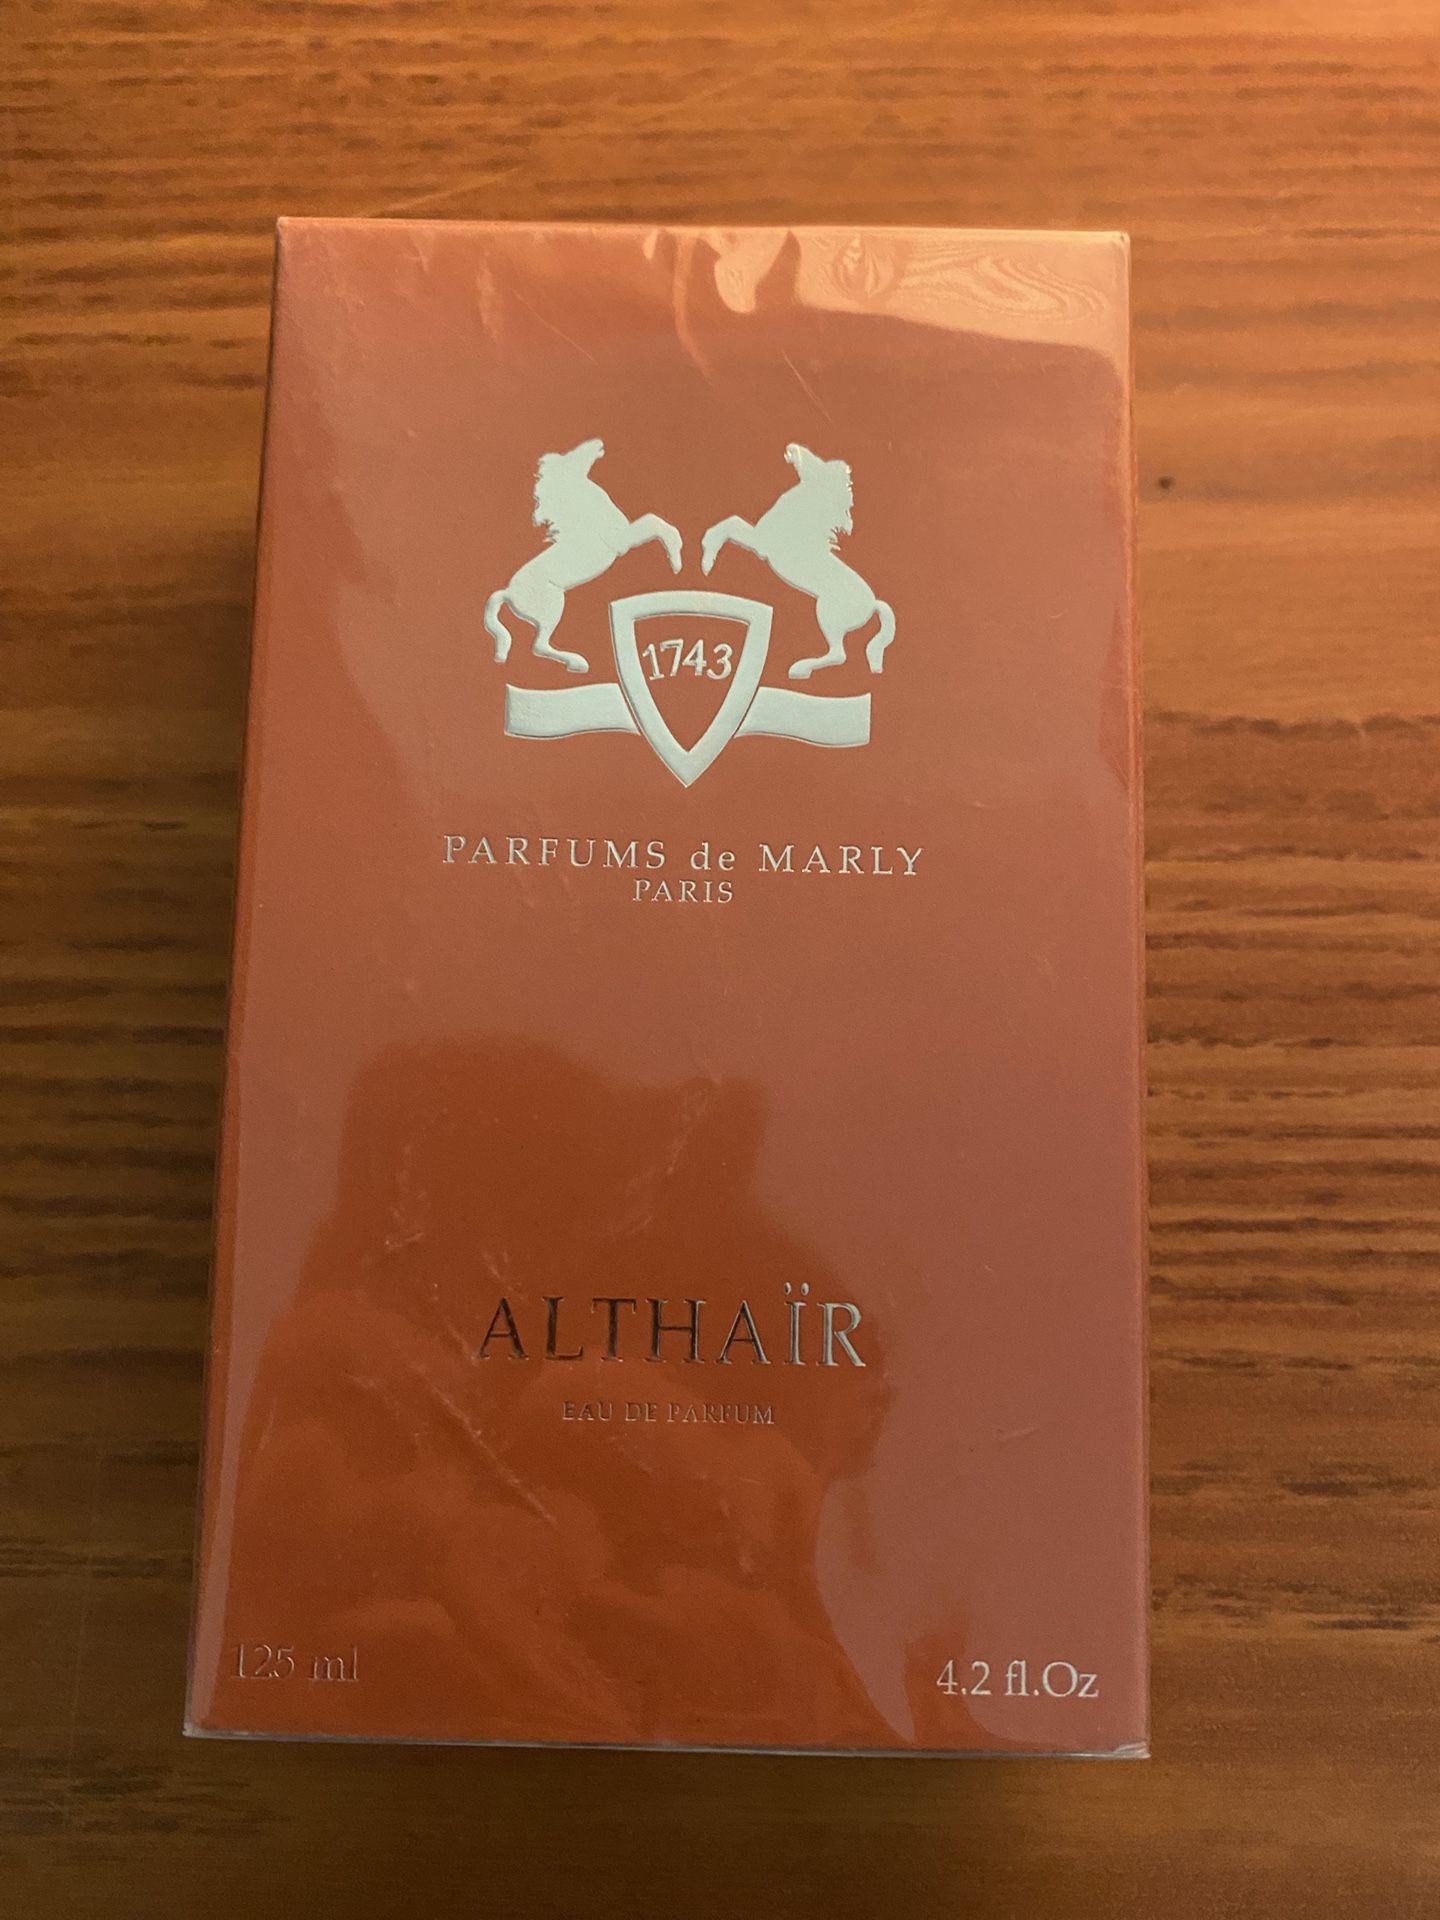 1743
PARFUMS de MARLY
PARIS
ALTHAÏR
EAU DE PARFUM
125 ml
4.2 fl.Oz